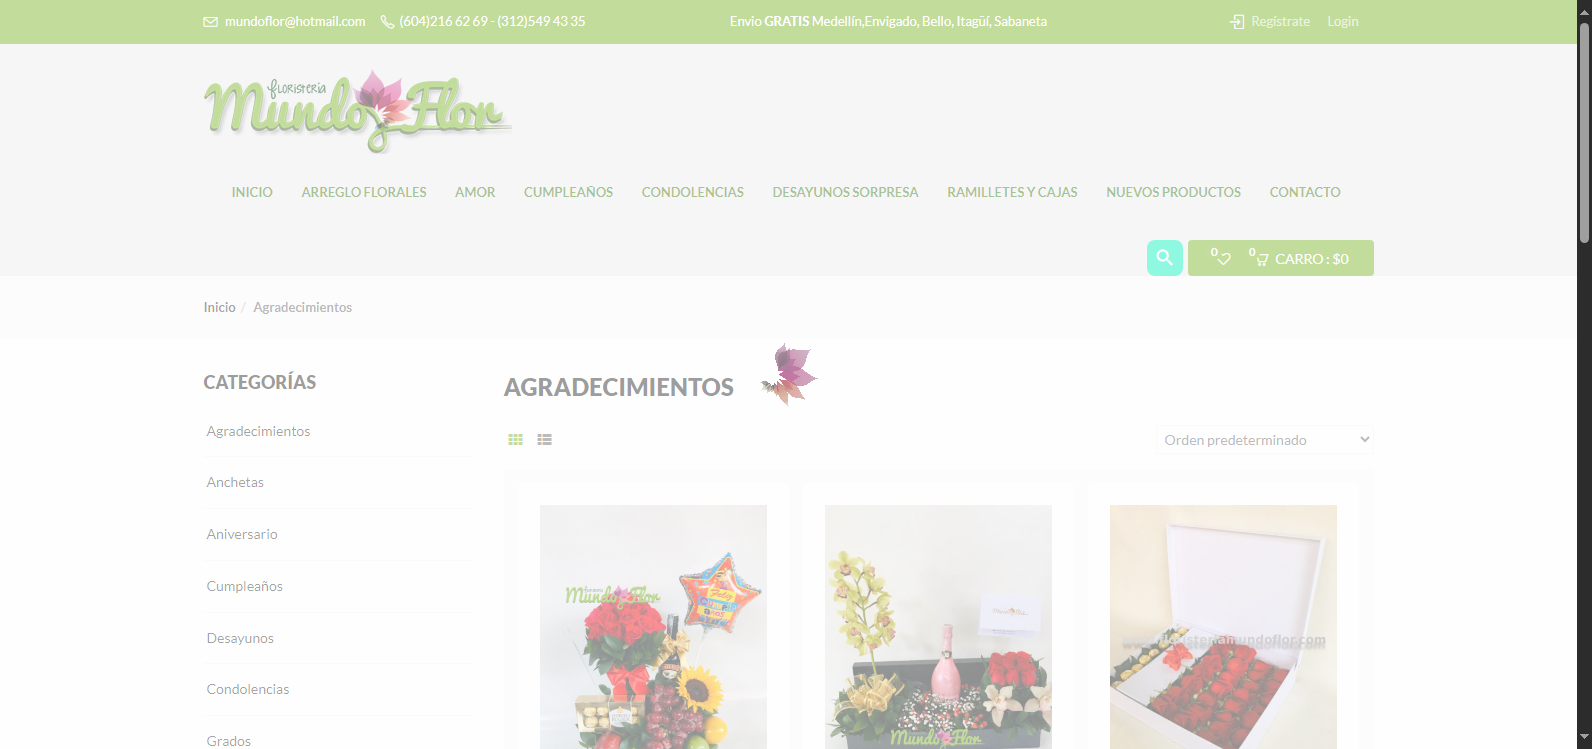 mundoflor@hotmail.com (604)216 62 69 - (312)549 43 35 Envio GRATIS Medellín,Envigado, Bello, Itagüí, Sabaneta Regístrate Login
floristería
Mundo Flor
INICIO ARREGLO FLORALES AMOR CUMPLEAÑOS CONDOLENCIAS DESAYUNOS SORPRESA RAMILLETES Y CAJAS NUEVOS PRODUCTOS CONTACTO
0 0 CARRO : $0
Inicio / Agradecimientos
CATEGORÍAS
Agradecimientos
Anchetas
Aniversario
Cumpleaños
Desayunos
Condolencias
Grados
AGRADECIMIENTOS
Orden predeterminado
Mundo Flor
Feliz
Mundo Flor
www.floristeriamundoflor.com